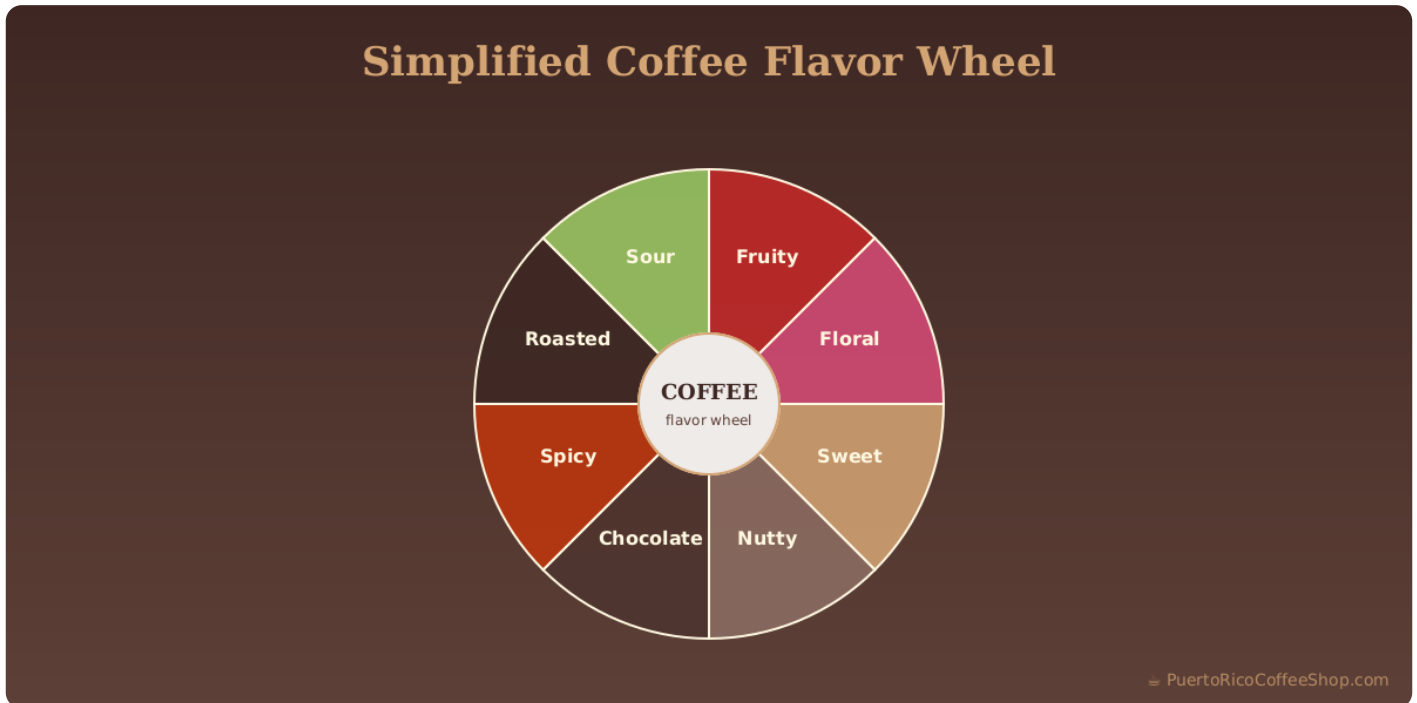 Simplified Coffee Flavor Wheel
Sour
Fruity
Roasted
Floral
COFFEE
flavor wheel
Spicy
Sweet
Chocolate
Nutty
☕ PuertoRicoCoffeeShop.com